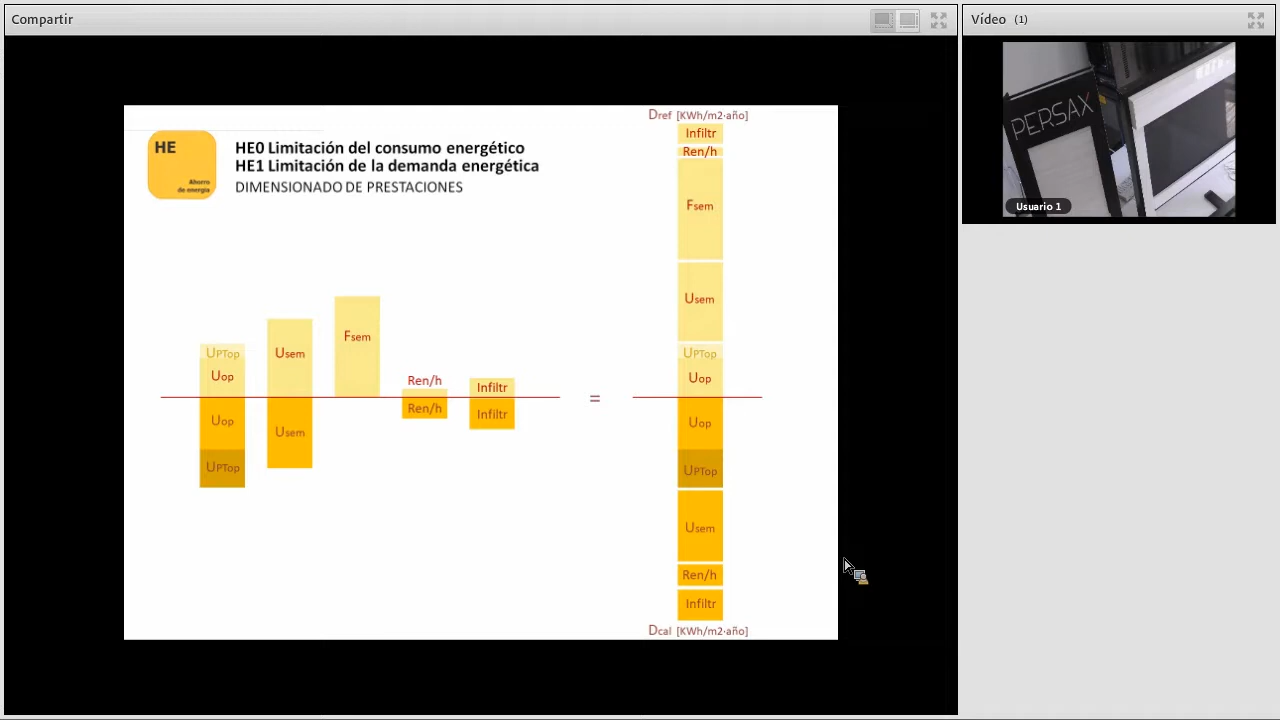 Compartir
Vídeo (1)
PERSAX
Usuario 1
HE
Ahorro
de energía
HE0 Limitación del consumo energético
HE1 Limitación de la demanda energética
DIMENSIONADO DE PRESTACIONES
UPTop
Uop
Uop
UPTop
Usem
Usem
Fsem
Ren/h
Ren/h
Infiltr
Infiltr
=
Dref [KWh/m2·año]
Infiltr
Ren/h
Fsem
Usem
UPTop
Uop
Uop
UPTop
Usem
Ren/h
Infiltr
Dcal [KWh/m2·año]